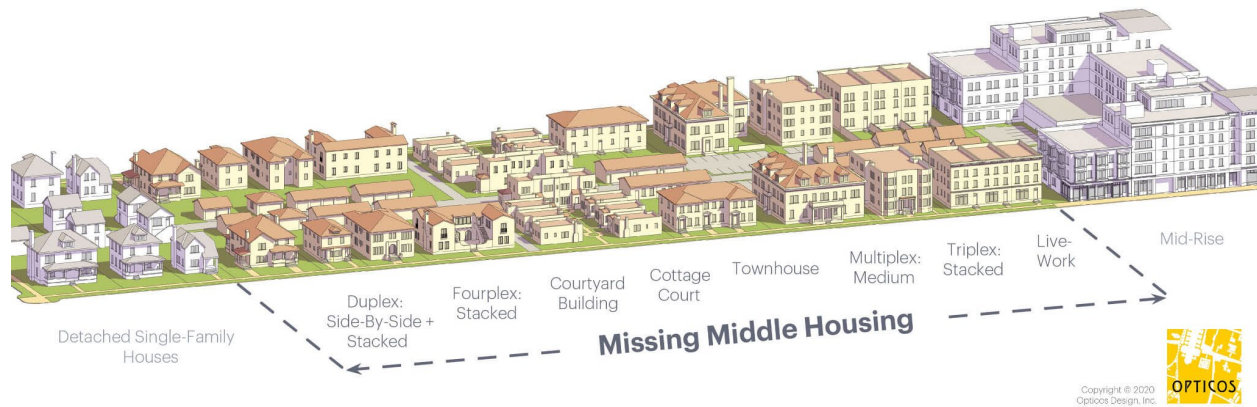 Detached Single-Family
Houses
Duplex:
Side-By-Side +
Stacked
Fourplex:
Stacked
Courtyard
Building
Cottage
Court
Townhouse
Multiplex:
Medium
Triplex:
Stacked
Live-
Work
Mid-Rise
Missing Middle Housing
Copyright © 2020
Opticos Design, Inc.
OPTICOS